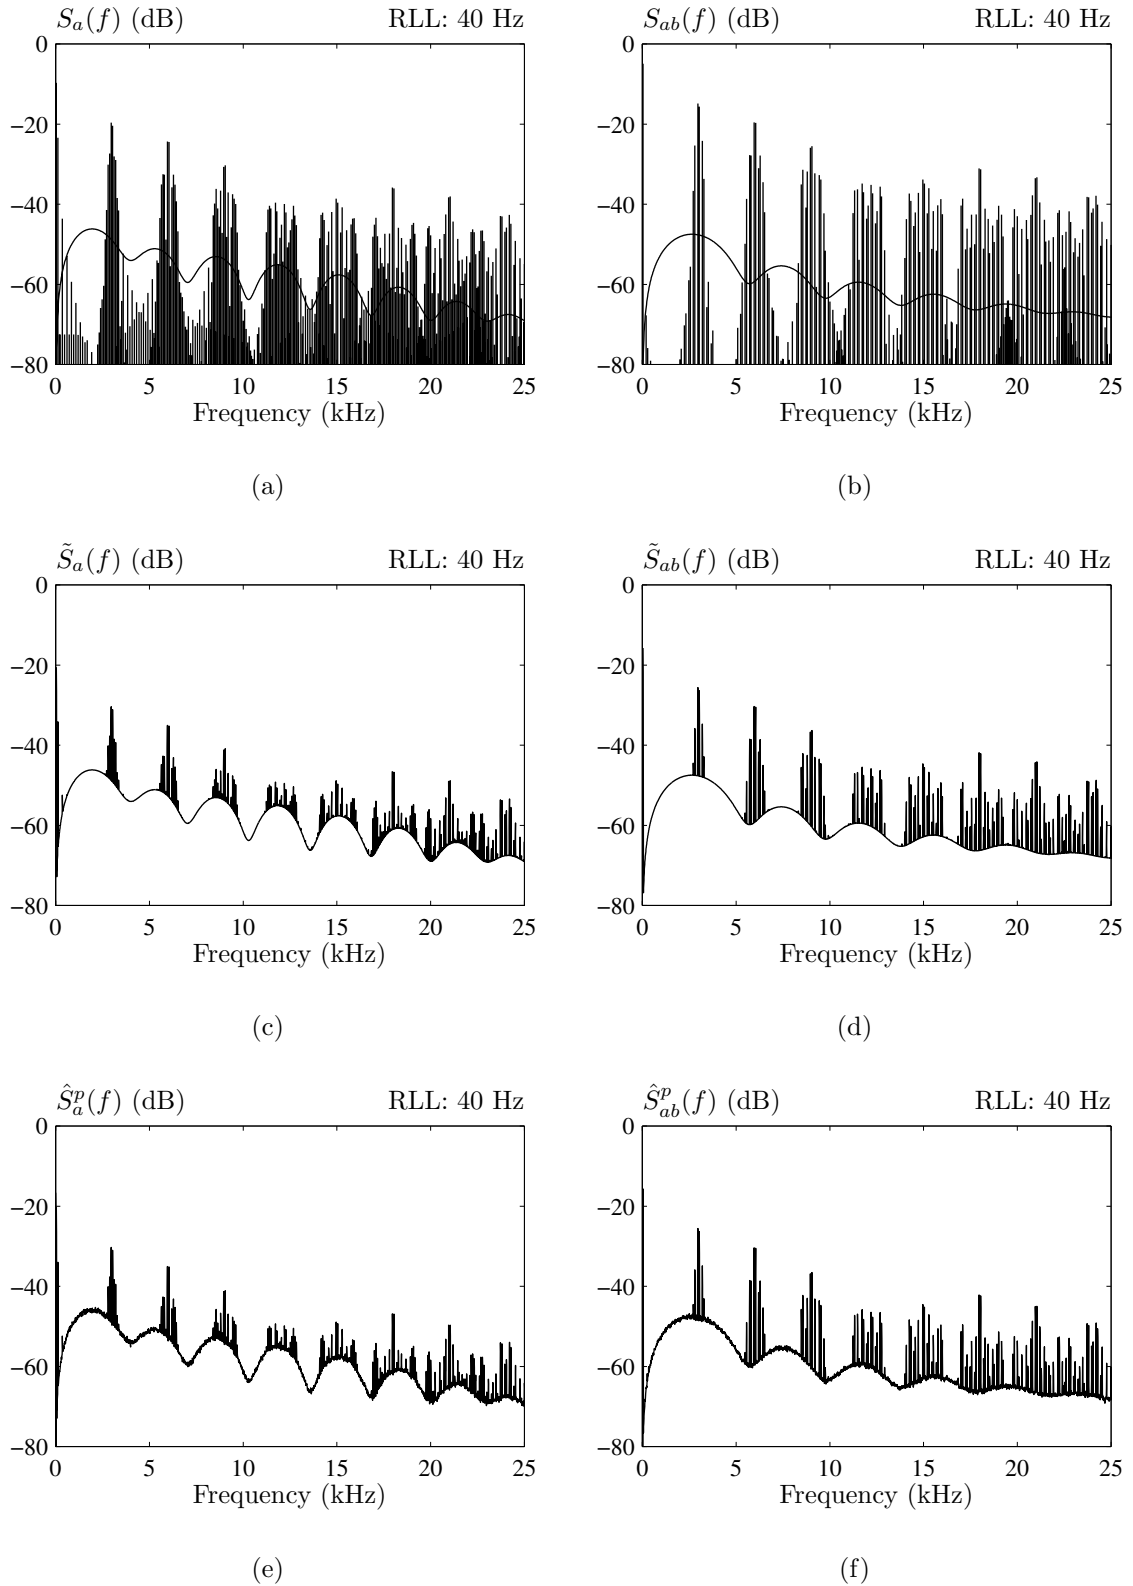 S_a(f) (dB) RLL: 40 Hz
0
−20
−40
−60
−80
0 5 10 15 20 25
Frequency (kHz)
(a)
S_ab(f) (dB) RLL: 40 Hz
0
−20
−40
−60
−80
0 5 10 15 20 25
Frequency (kHz)
(b)
S̃_a(f) (dB) RLL: 40 Hz
0
−20
−40
−60
−80
0 5 10 15 20 25
Frequency (kHz)
(c)
S̃_ab(f) (dB) RLL: 40 Hz
0
−20
−40
−60
−80
0 5 10 15 20 25
Frequency (kHz)
(d)
Ŝ_a^p(f) (dB) RLL: 40 Hz
0
−20
−40
−60
−80
0 5 10 15 20 25
Frequency (kHz)
(e)
Ŝ_ab^p(f) (dB) RLL: 40 Hz
0
−20
−40
−60
−80
0 5 10 15 20 25
Frequency (kHz)
(f)